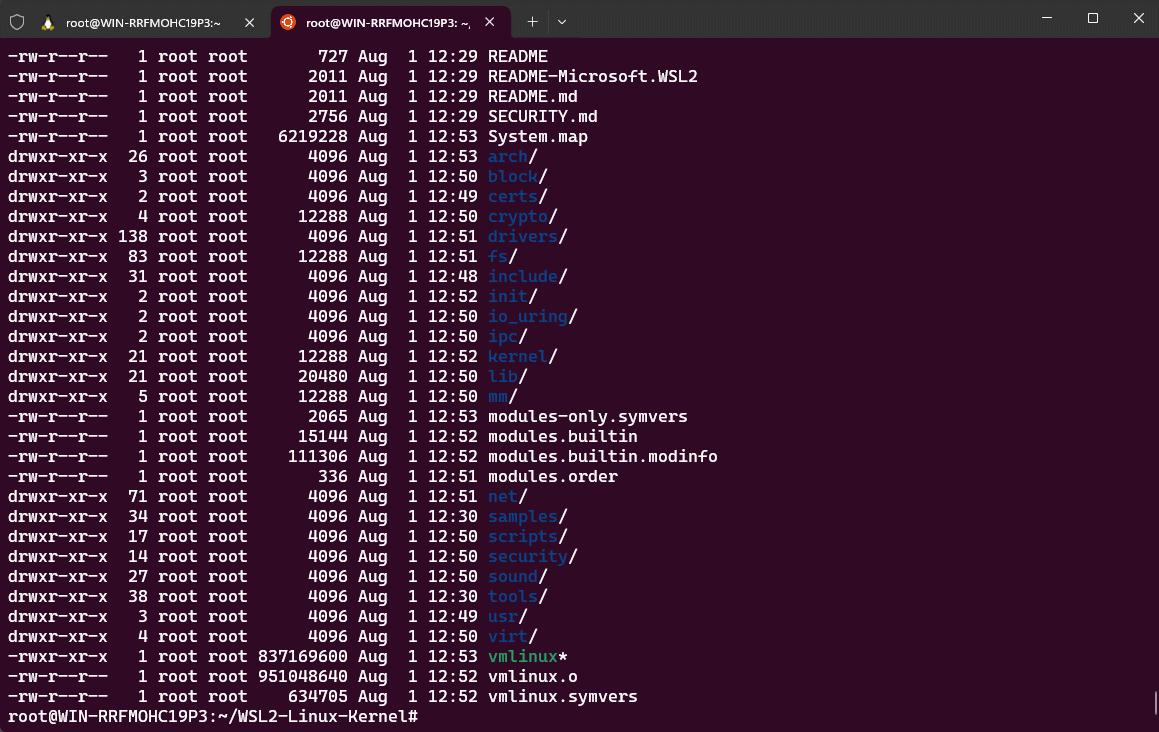 root@WIN-RRFMOHC19P3:~ root@WIN-RRFMOHC19P3: ~,
-rw-r--r--   1 root root       727 Aug  1 12:29 README
-rw-r--r--   1 root root      2011 Aug  1 12:29 README-Microsoft.WSL2
-rw-r--r--   1 root root      2011 Aug  1 12:29 README.md
-rw-r--r--   1 root root      2756 Aug  1 12:29 SECURITY.md
-rw-r--r--   1 root root   6219228 Aug  1 12:53 System.map
drwxr-xr-x  26 root root      4096 Aug  1 12:53 arch/
drwxr-xr-x   3 root root      4096 Aug  1 12:50 block/
drwxr-xr-x   2 root root      4096 Aug  1 12:49 certs/
drwxr-xr-x   4 root root     12288 Aug  1 12:50 crypto/
drwxr-xr-x 138 root root      4096 Aug  1 12:51 drivers/
drwxr-xr-x  83 root root     12288 Aug  1 12:51 fs/
drwxr-xr-x  31 root root      4096 Aug  1 12:48 include/
drwxr-xr-x   2 root root      4096 Aug  1 12:52 init/
drwxr-xr-x   2 root root      4096 Aug  1 12:50 io_uring/
drwxr-xr-x   2 root root      4096 Aug  1 12:50 ipc/
drwxr-xr-x  21 root root     12288 Aug  1 12:52 kernel/
drwxr-xr-x  21 root root     20480 Aug  1 12:50 lib/
drwxr-xr-x   5 root root     12288 Aug  1 12:50 mm/
-rw-r--r--   1 root root      2065 Aug  1 12:53 modules-only.symvers
-rw-r--r--   1 root root     15144 Aug  1 12:52 modules.builtin
-rw-r--r--   1 root root    111306 Aug  1 12:52 modules.builtin.modinfo
-rw-r--r--   1 root root       336 Aug  1 12:51 modules.order
drwxr-xr-x  71 root root      4096 Aug  1 12:51 net/
drwxr-xr-x  34 root root      4096 Aug  1 12:30 samples/
drwxr-xr-x  17 root root      4096 Aug  1 12:50 scripts/
drwxr-xr-x  14 root root      4096 Aug  1 12:50 security/
drwxr-xr-x  27 root root      4096 Aug  1 12:50 sound/
drwxr-xr-x  38 root root      4096 Aug  1 12:30 tools/
drwxr-xr-x   3 root root      4096 Aug  1 12:49 usr/
drwxr-xr-x   4 root root      4096 Aug  1 12:50 virt/
-rwxr-xr-x   1 root root 837169600 Aug  1 12:53 vmlinux*
-rw-r--r--   1 root root 951048640 Aug  1 12:52 vmlinux.o
-rw-r--r--   1 root root    634705 Aug  1 12:52 vmlinux.symvers
root@WIN-RRFMOHC19P3:~/WSL2-Linux-Kernel#